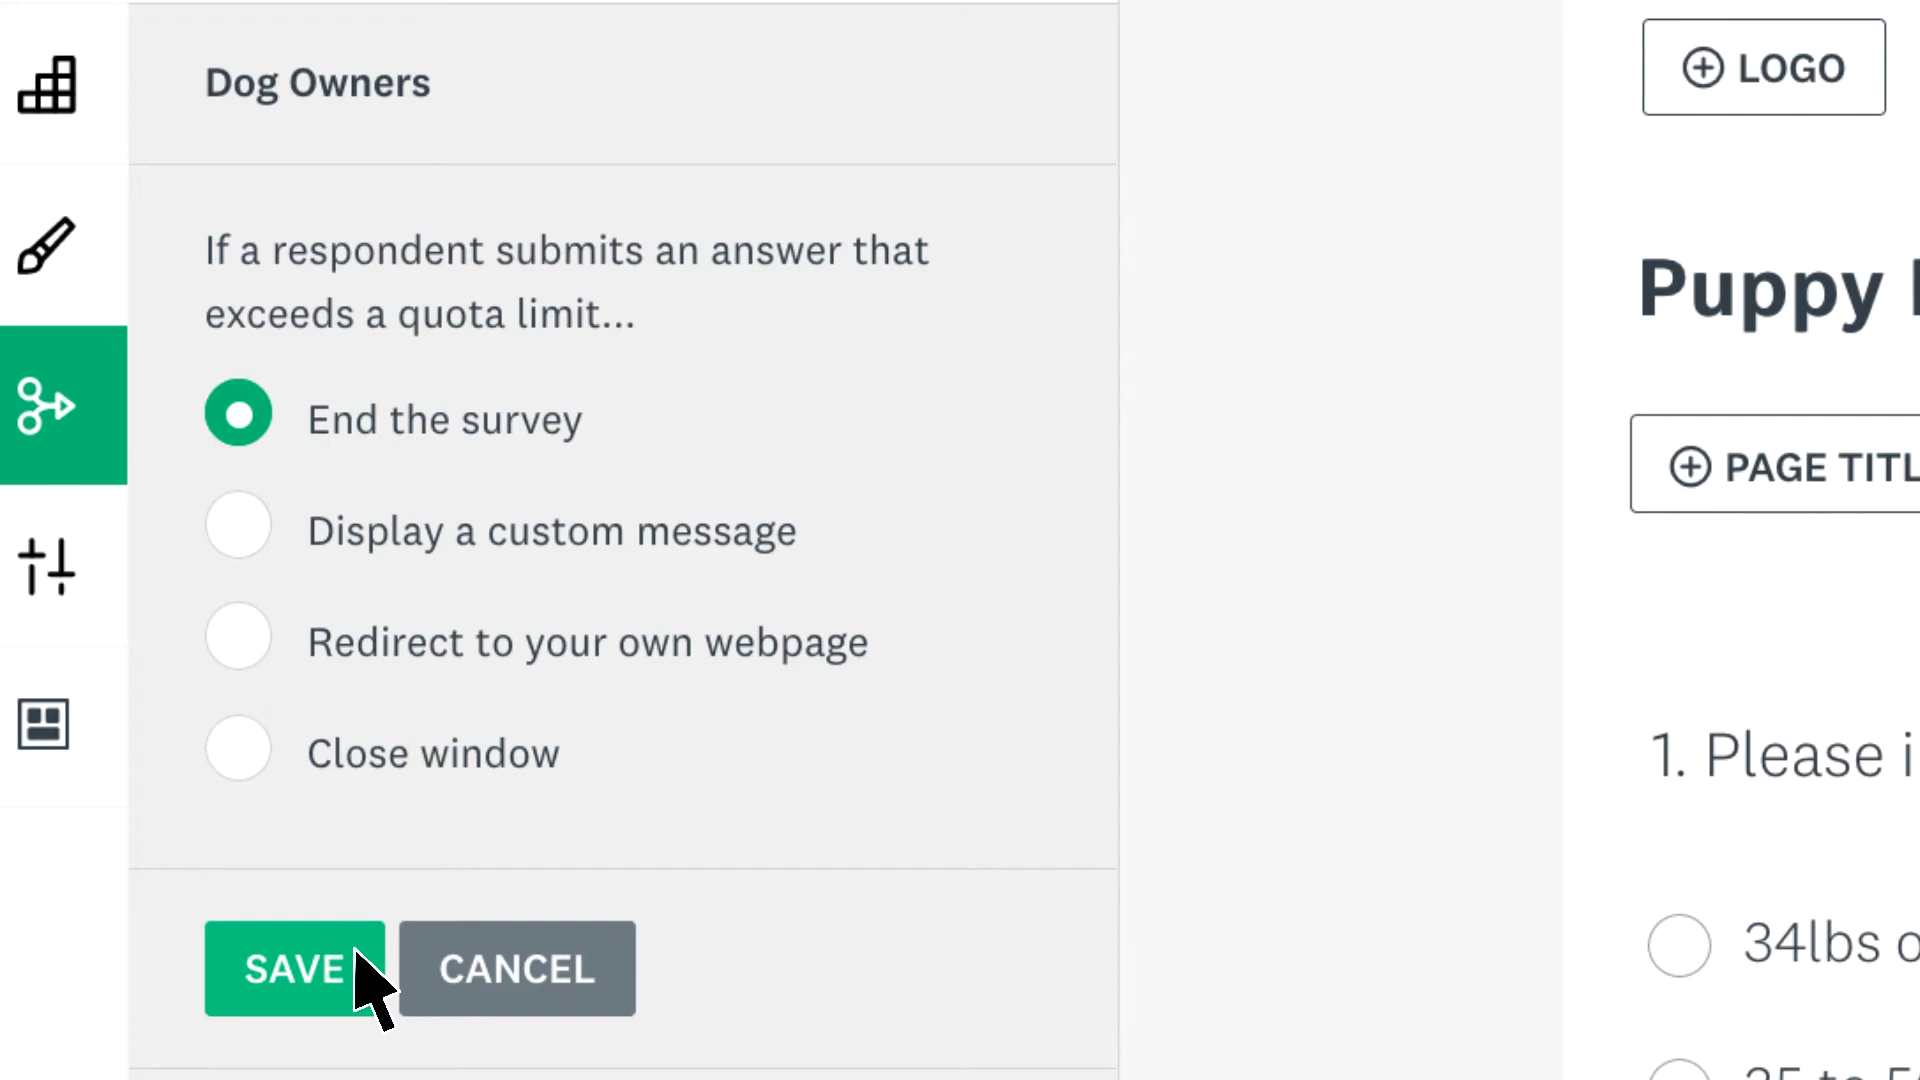 Dog Owners
If a respondent submits an answer that
exceeds a quota limit...
End the survey
Display a custom message
Redirect to your own webpage
Close window
SAVE
CANCEL
LOGO
Puppy
PAGE TITL
1. Please i
34lbs o